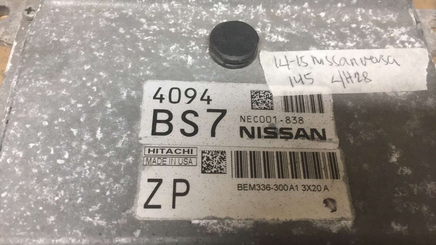 14-15 nissan versa
145 4/H28
4094
BS7 NEC001-838
NISSAN
HITACHI
MADE IN USA
ZP BEM336-300 A1 3X20 A